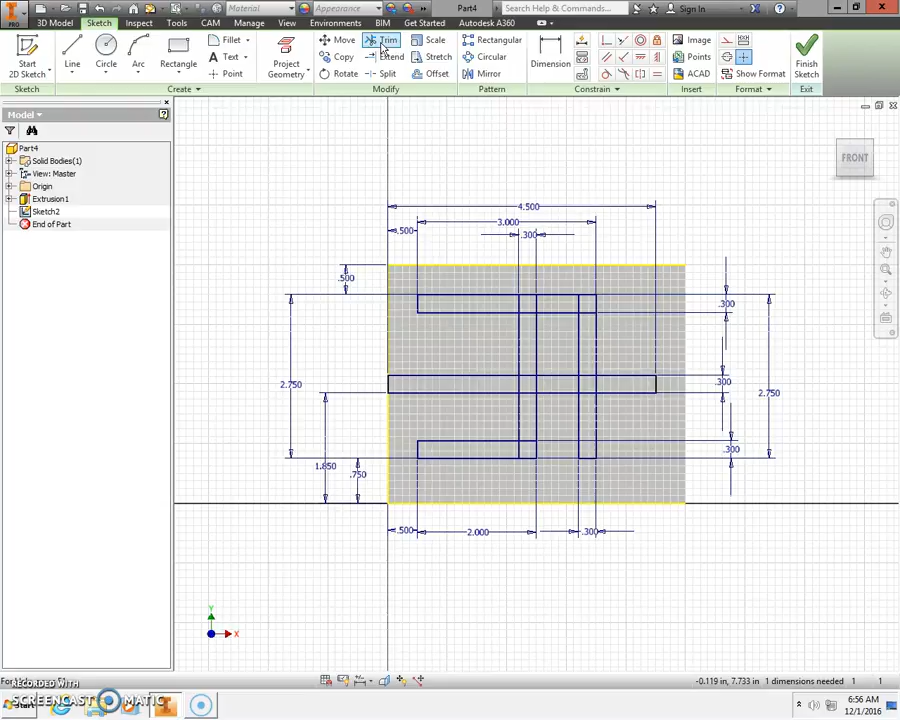 PRO
Material
Appearance
Part4
Search Help & Commands...
Sign In
3D Model Sketch Inspect Tools CAM Manage View Environments BIM Get Started Autodesk A360
Start
2D Sketch
Line
Circle
Arc
Rectangle
Fillet
Text
Point
Project
Geometry
Move
Copy
Rotate
Trim
Extend
Split
Scale
Stretch
Offset
Rectangular
Circular
Mirror
Dimension
Image
Points
ACAD
Show Format
Finish
Sketch
Sketch Create Modify Pattern Constrain Insert Format Exit
Model
Part4
Solid Bodies(1)
View: Master
Origin
Extrusion1
Sketch2
End of Part
FRONT
4.500
3.000
.500
.300
.500
.300
2.750
.300
2.750
1.850
.750
.300
.500
2.000
.300
Y
X
-0.119 in, 7.733 in 1 dimensions needed 1 1
RECORDED WITH
SCREENCAST MATIC
Start
PRO
6:56 AM
12/1/2016